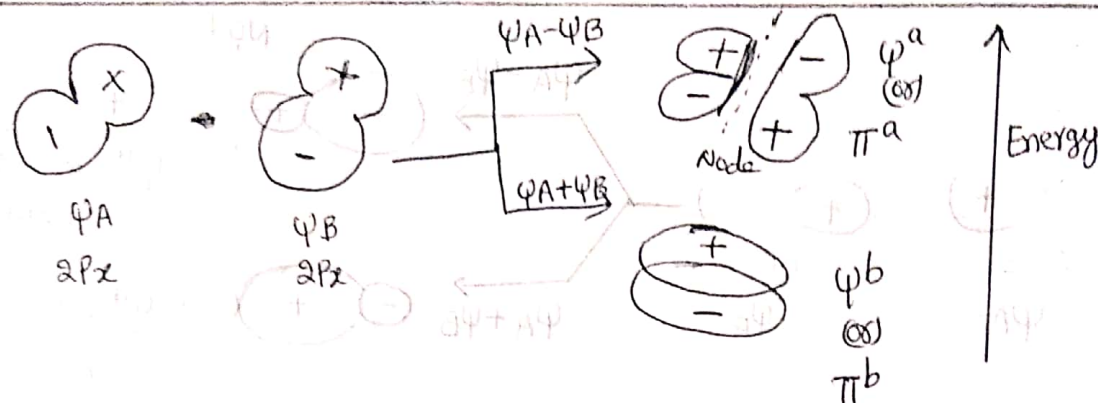 ψA-ψB
+ -
- +
Node
ψa
(or)
πa
Energy
x
-
+
-
ψA
2Px
ψB
2Px
ψA+ψB
+
-
ψb
(or)
πb